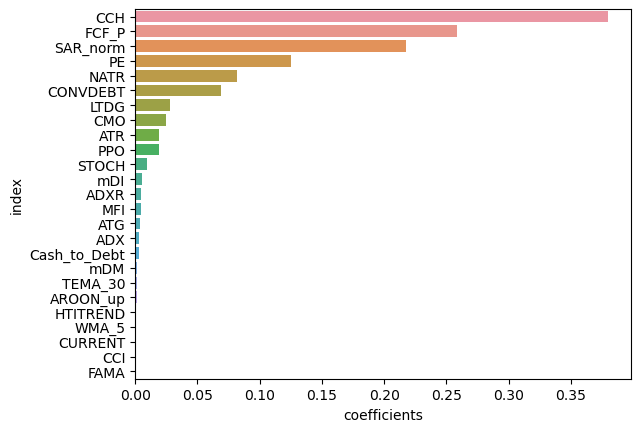 CCH
FCF_P
SAR_norm
PE
NATR
CONVDEBT
LTDG
CMO
ATR
PPO
STOCH
mDI
ADXR
MFI
ATG
ADX
Cash_to_Debt
mDM
TEMA_30
AROON_up
HTITREND
WMA_5
CURRENT
CCI
FAMA
index
0.00 0.05 0.10 0.15 0.20 0.25 0.30 0.35
coefficients